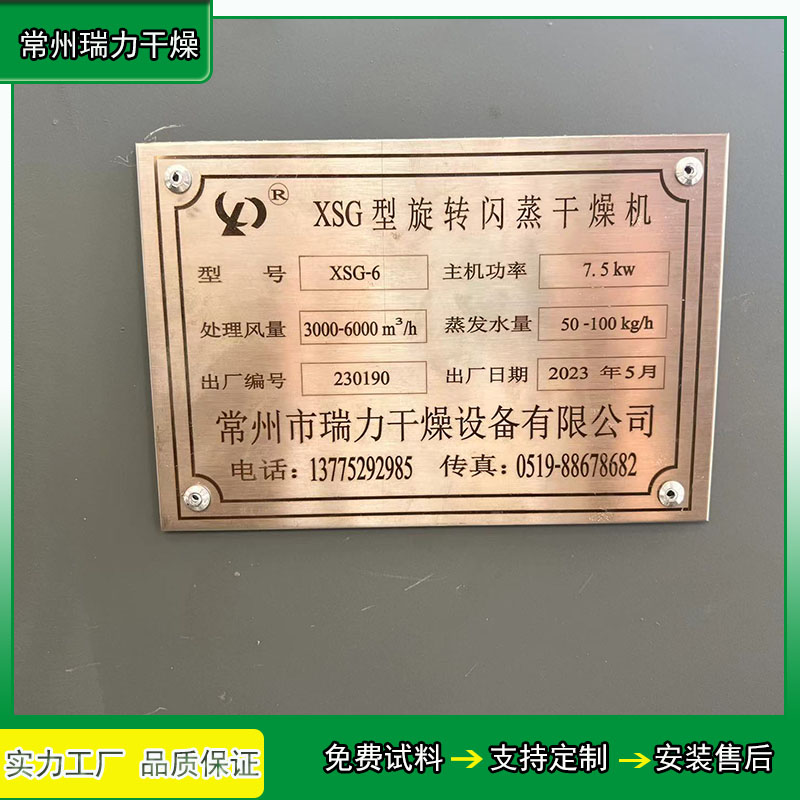 常州瑞力干燥
® XSG型旋转闪蒸干燥机
型 号 XSG-6 主机功率 7.5kw
处理风量 3000-6000 m³/h 蒸发水量 50-100 kg/h
出厂编号 230190 出厂日期 2023 年5月
常州市瑞力干燥设备有限公司
电话：13775292985 传真：0519-88678682
实力工厂 品质保证 免费试料→支持定制→安装售后